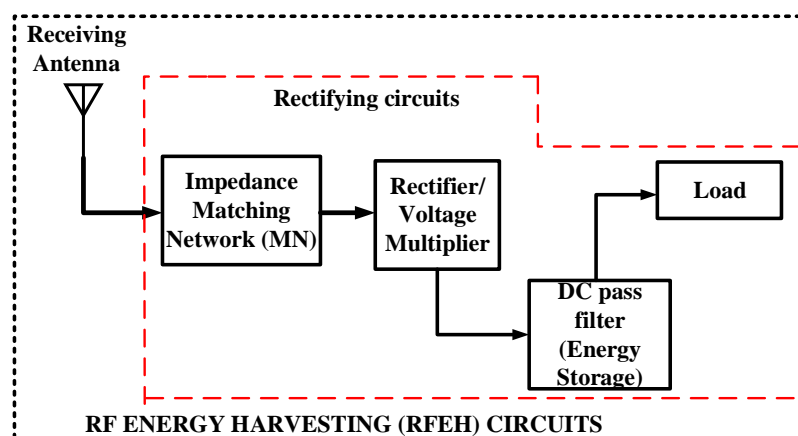 Receiving
Antenna
Rectifying circuits
Impedance
Matching
Network (MN)
Rectifier/
Voltage
Multiplier
Load
DC pass
filter
(Energy
Storage)
RF ENERGY HARVESTING (RFEH) CIRCUITS